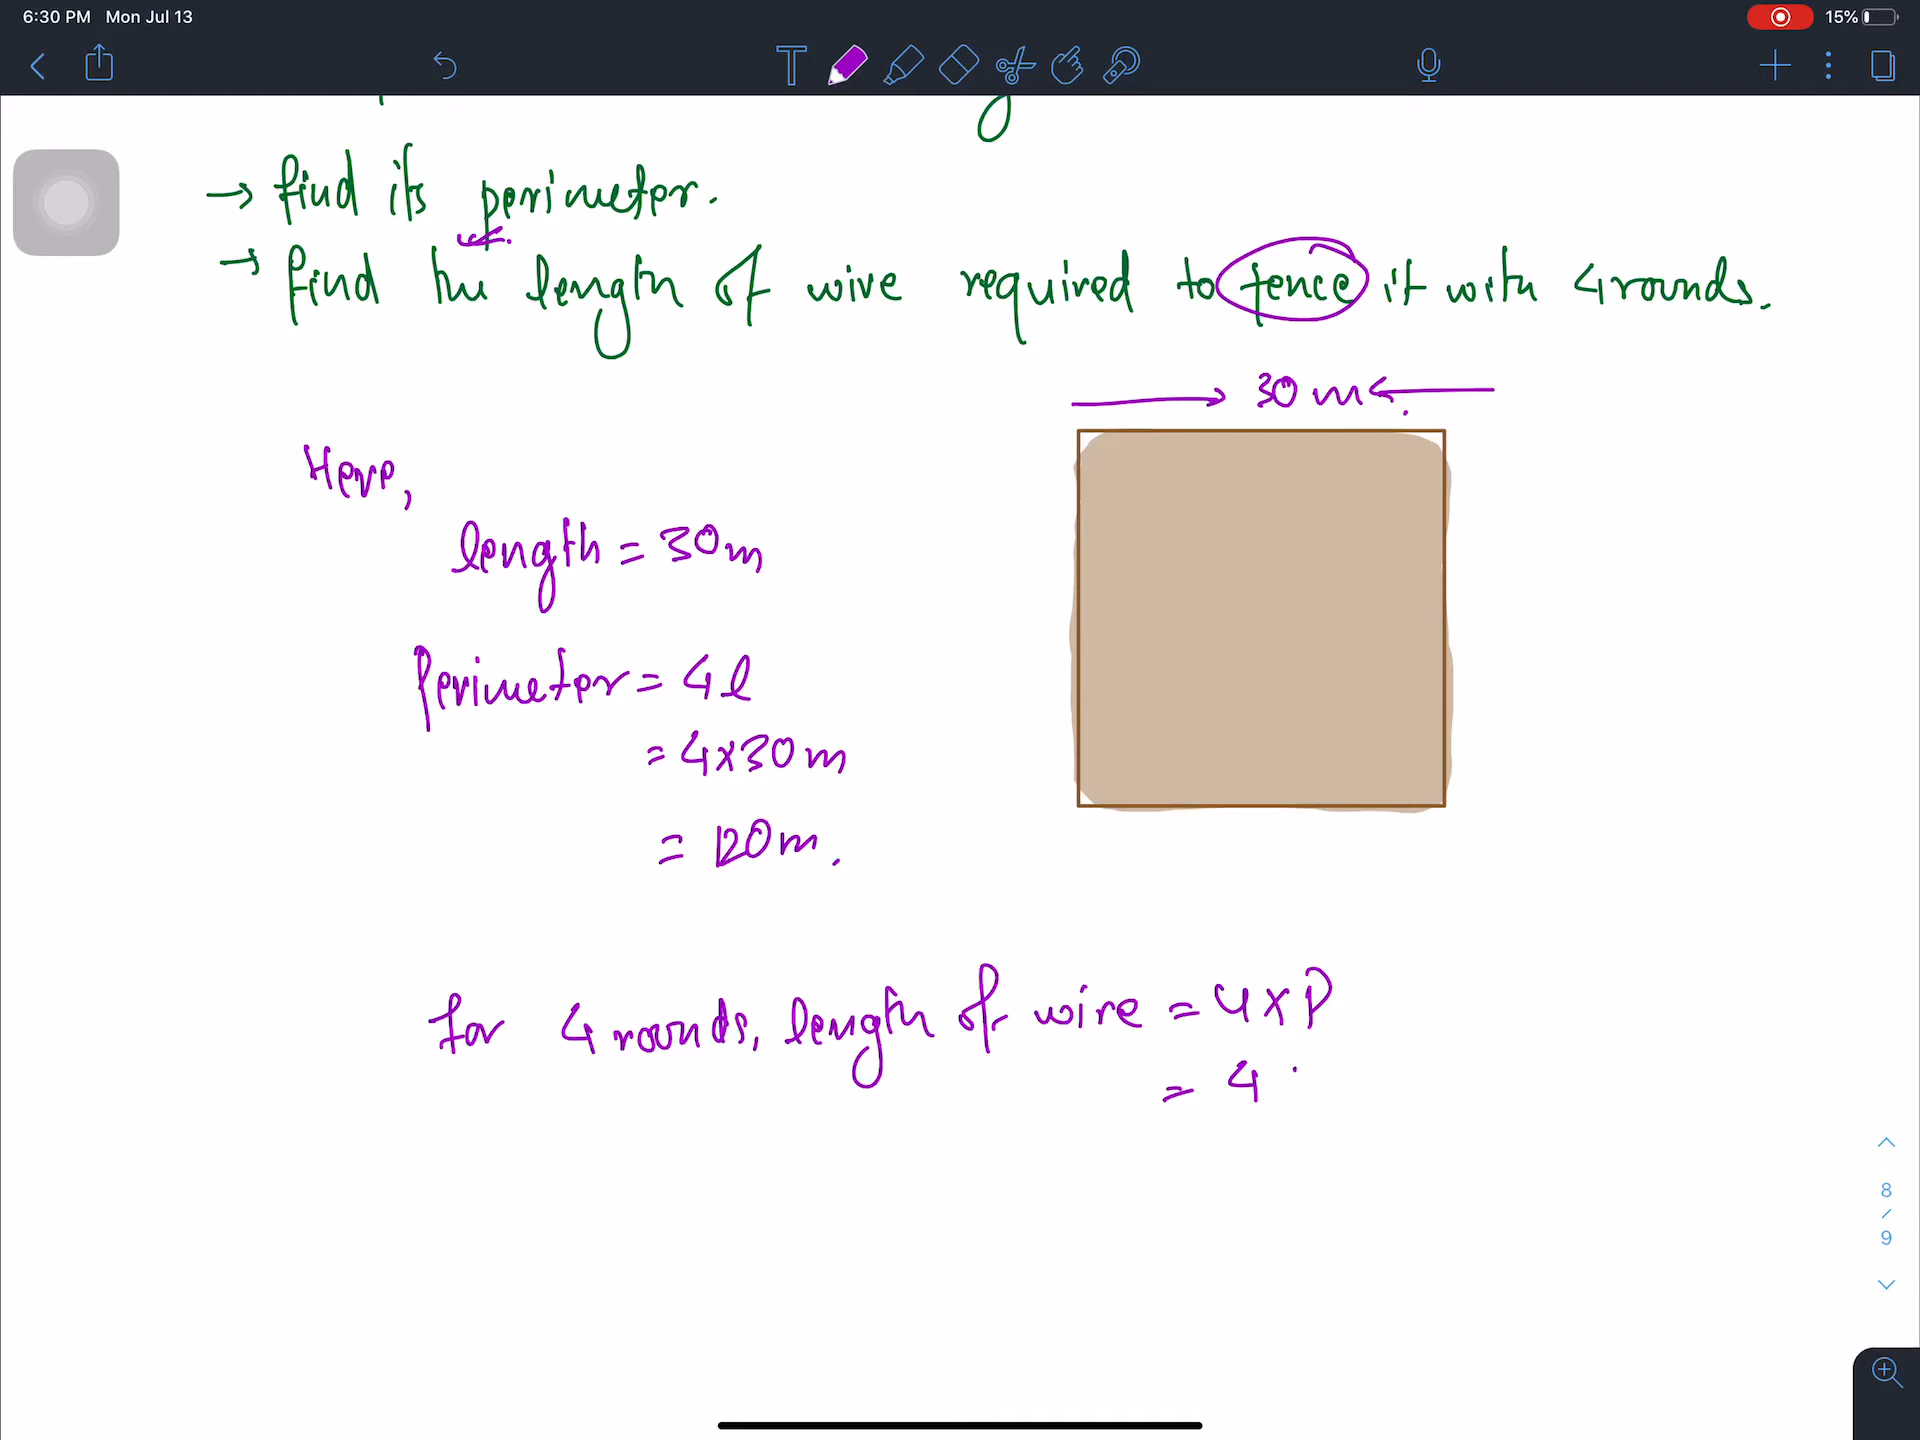 6:30 PM Mon Jul 13
15%
→ find its perimeter.
→ find the length of wire required to fence it with 4 rounds.
30 m
Here,
length = 30m
Perimeter = 4l
= 4x30m
= 120m.
for 4 rounds, length of wire = 4 x P
= 4
8
/
9